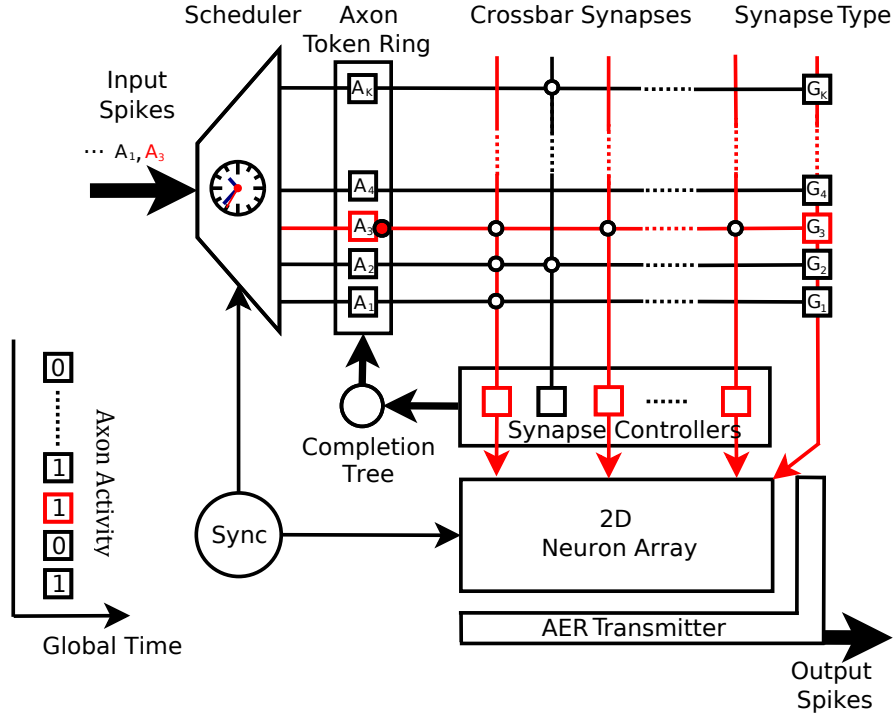 Scheduler
Axon
Token Ring
Crossbar Synapses
Synapse Type
Input
Spikes
... A1, A3
AK
GK
A4
G4
A3
G3
A2
G2
A1
G1
0
1
1
0
1
Axon Activity
Global Time
Completion
Tree
Synapse Controllers
Sync
2D
Neuron Array
AER Transmitter
Output
Spikes